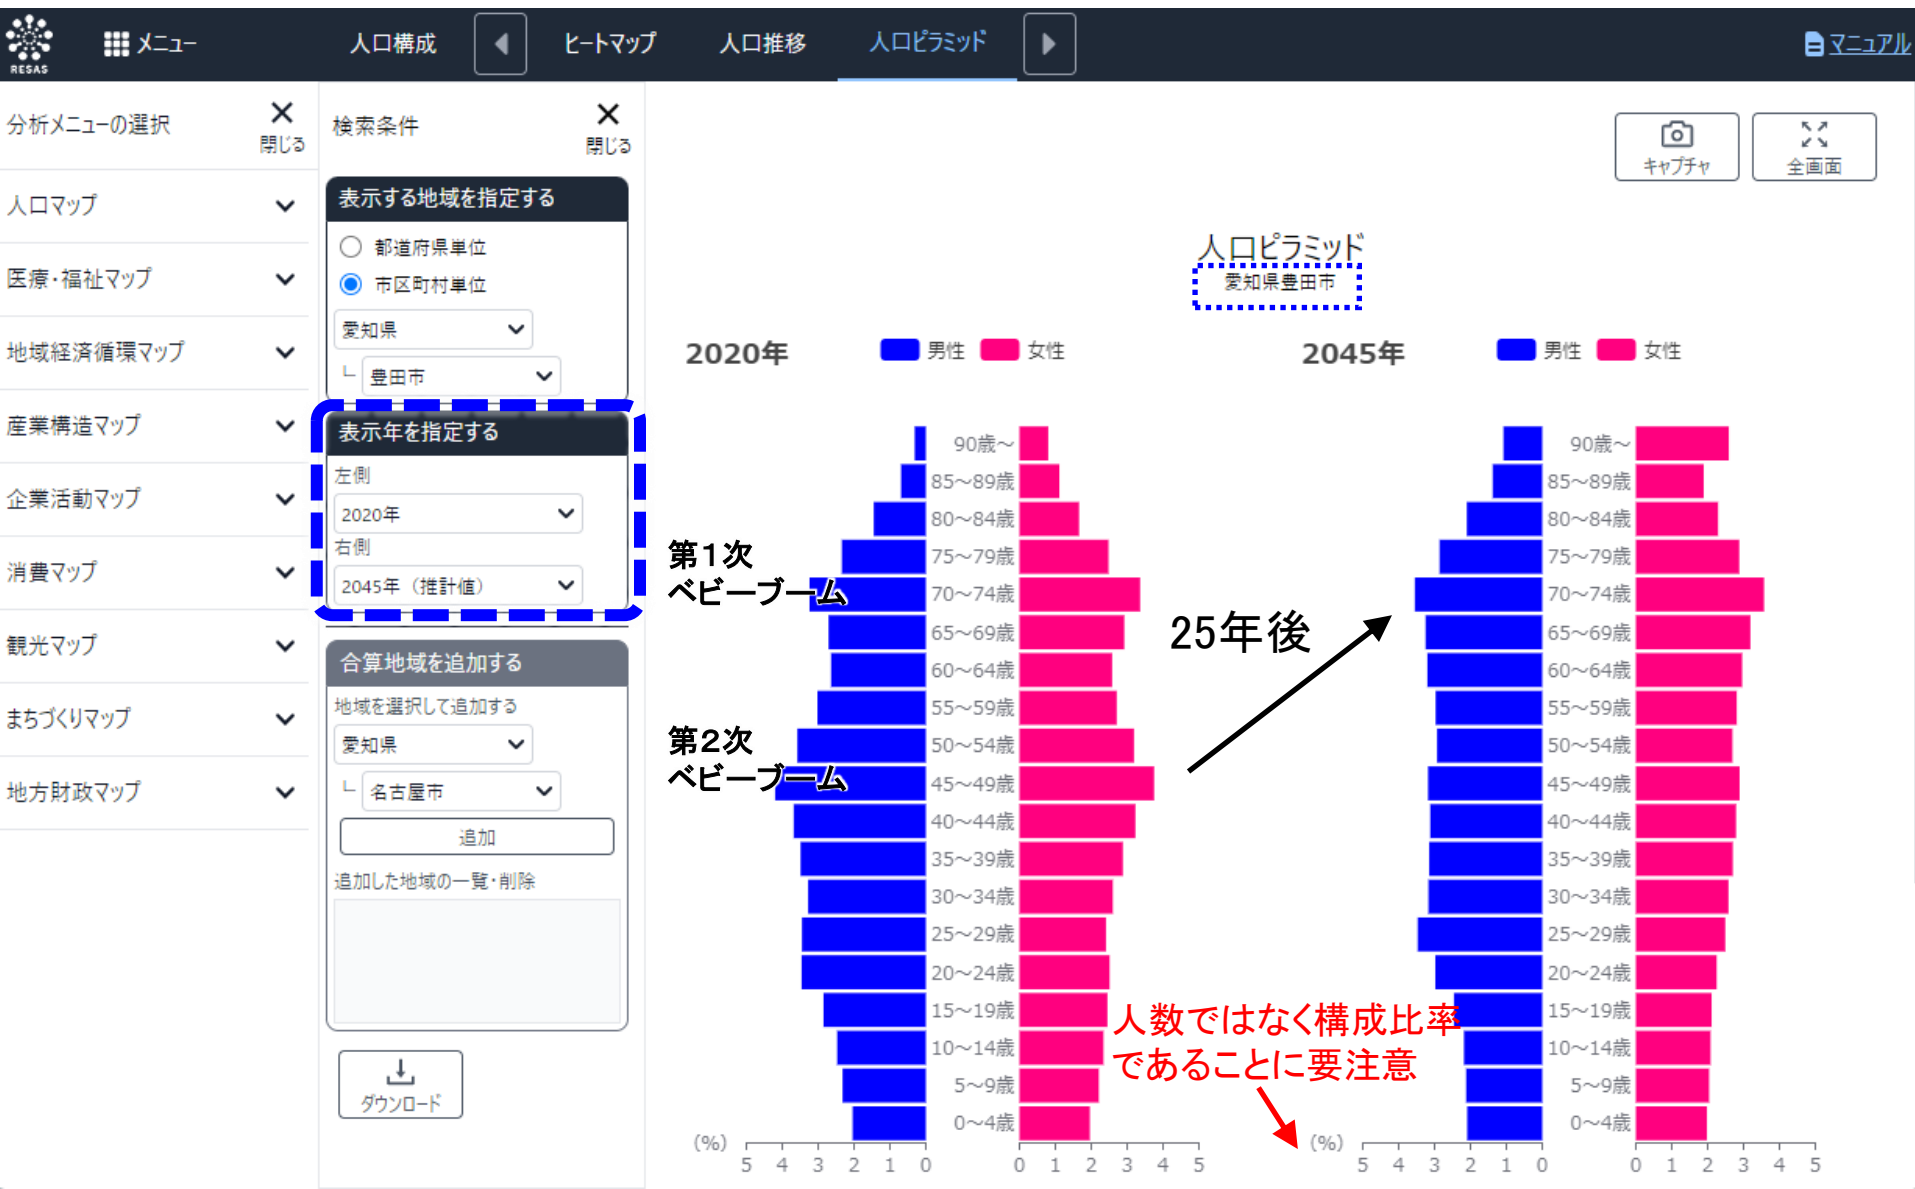 RESAS
メニュー
人口構成
ヒートマップ
人口推移
人口ピラミッド
マニュアル
分析メニューの選択
閉じる
人口マップ
医療・福祉マップ
地域経済循環マップ
産業構造マップ
企業活動マップ
消費マップ
観光マップ
まちづくりマップ
地方財政マップ
検索条件
閉じる
表示する地域を指定する
都道府県単位
市区町村単位
愛知県
豊田市
表示年を指定する
左側
2020年
右側
2045年（推計値）
合算地域を追加する
地域を選択して追加する
愛知県
名古屋市
追加
追加した地域の一覧・削除
ダウンロード
キャプチャ
全画面
人口ピラミッド
愛知県豊田市
2020年
男性 女性
90歳～
85～89歳
80～84歳
75～79歳
70～74歳
65～69歳
60～64歳
55～59歳
50～54歳
45～49歳
40～44歳
35～39歳
30～34歳
25～29歳
20～24歳
15～19歳
10～14歳
5～9歳
0～4歳
(%)
5 4 3 2 1 0 0 1 2 3 4 5
第1次
ベビーブーム
第2次
ベビーブーム
25年後
人数ではなく構成比率
であることに要注意
2045年
男性 女性
90歳～
85～89歳
80～84歳
75～79歳
70～74歳
65～69歳
60～64歳
55～59歳
50～54歳
45～49歳
40～44歳
35～39歳
30～34歳
25～29歳
20～24歳
15～19歳
10～14歳
5～9歳
0～4歳
(%)
5 4 3 2 1 0 0 1 2 3 4 5